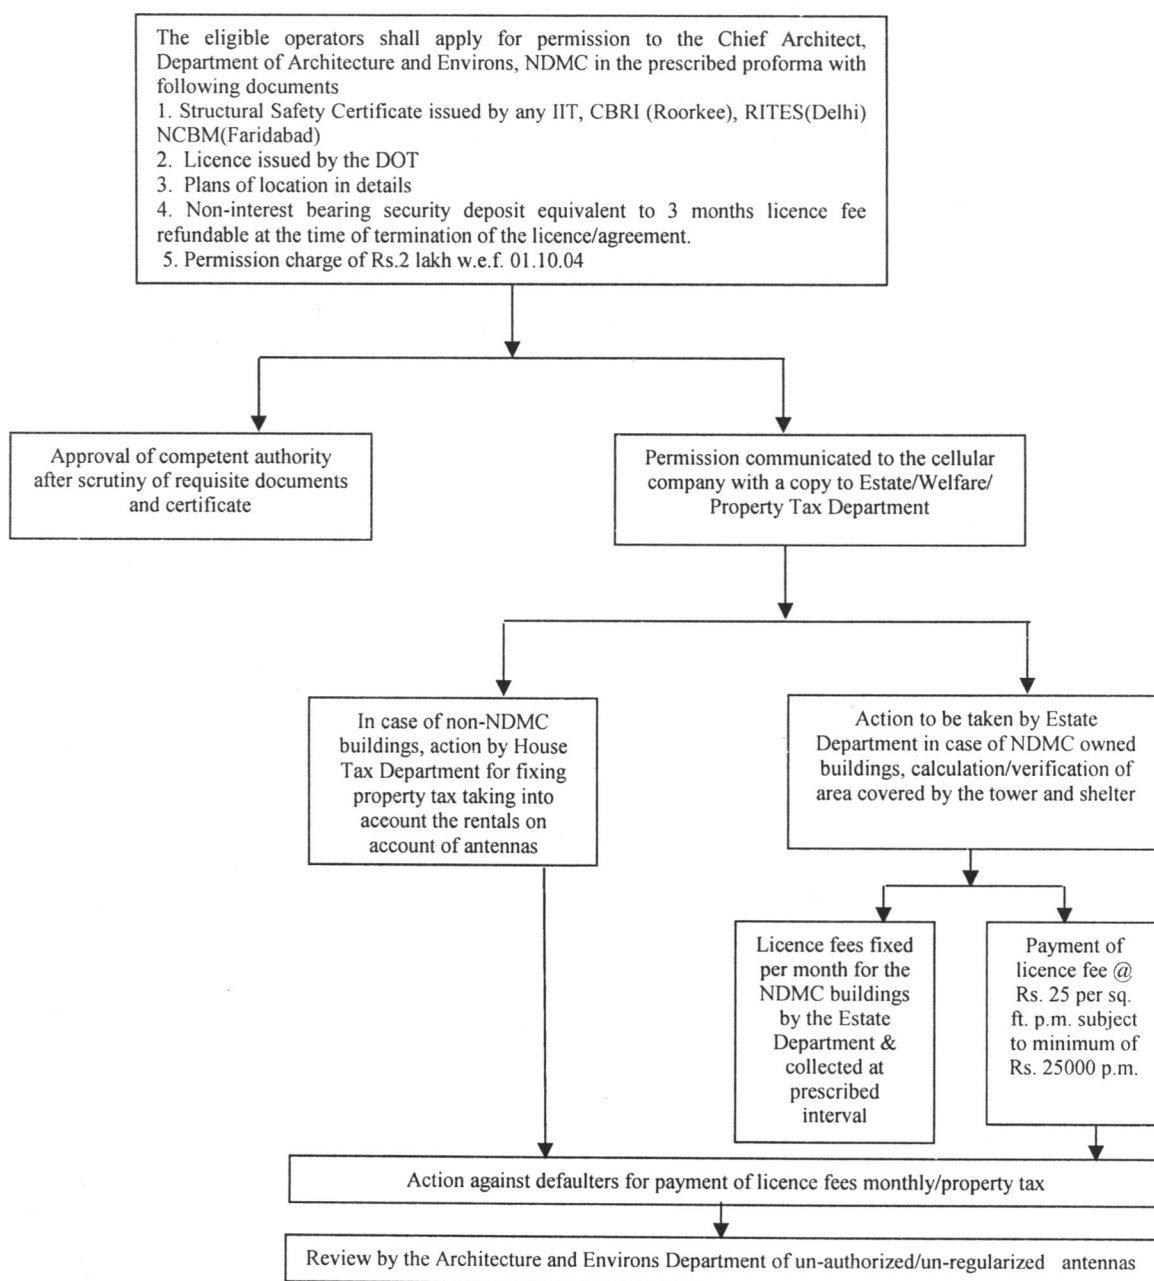 The eligible operators shall apply for permission to the Chief Architect,
Department of Architecture and Environs, NDMC in the prescribed proforma with
following documents
1. Structural Safety Certificate issued by any IIT, CBRI (Roorkee), RITES(Delhi)
NCBM(Faridabad)
2. Licence issued by the DOT
3. Plans of location in details
4. Non-interest bearing security deposit equivalent to 3 months licence fee
refundable at the time of termination of the licence/agreement.
5. Permission charge of Rs.2 lakh w.e.f. 01.10.04
Approval of competent authority
after scrutiny of requisite documents
and certificate
Permission communicated to the cellular
company with a copy to Estate/Welfare/
Property Tax Department
In case of non-NDMC
buildings, action by House
Tax Department for fixing
property tax taking into
account the rentals on
account of antennas
Action to be taken by Estate
Department in case of NDMC owned
buildings, calculation/verification of
area covered by the tower and shelter
Licence fees fixed
per month for the
NDMC buildings
by the Estate
Department &
collected at
prescribed
interval
Payment of
licence fee @
Rs. 25 per sq.
ft. p.m. subject
to minimum of
Rs. 25000 p.m.
Action against defaulters for payment of licence fees monthly/property tax
Review by the Architecture and Environs Department of un-authorized/un-regularized antennas